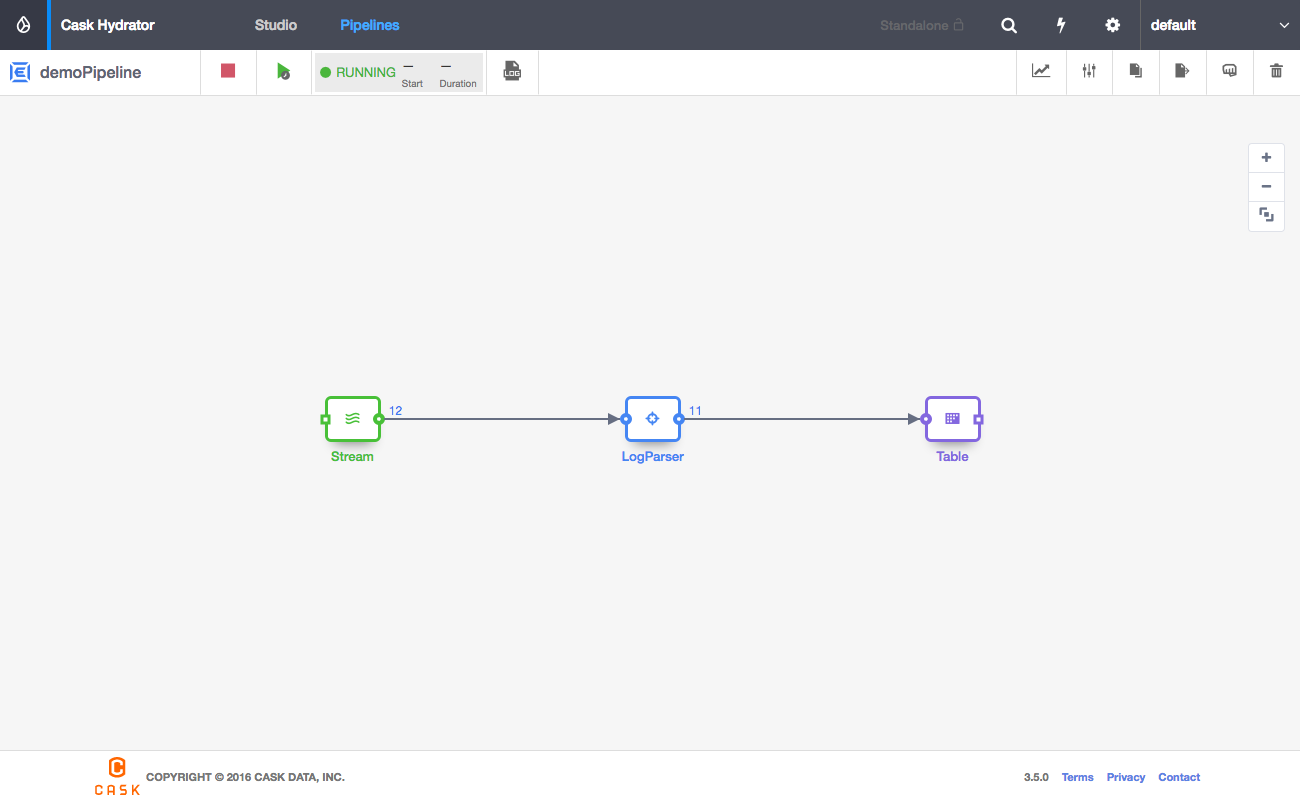 Cask Hydrator Studio Pipelines Standalone default
demoPipeline RUNNING – –
Start Duration LOG
12 11
Stream LogParser Table
CASK COPYRIGHT © 2016 CASK DATA, INC. 3.5.0 Terms Privacy Contact